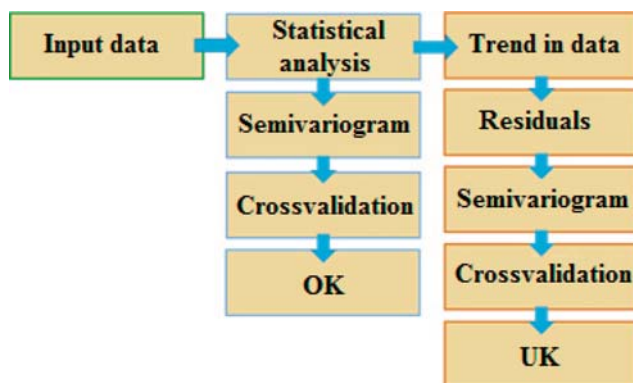 Input data
Statistical
analysis
Trend in data
Semivariogram
Crossvalidation
OK
Residuals
Semivariogram
Crossvalidation
UK